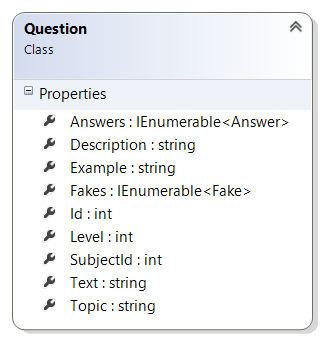 Question
Class
Properties
Answers : IEnumerable<Answer>
Description : string
Example : string
Fakes : IEnumerable<Fake>
Id : int
Level : int
SubjectId : int
Text : string
Topic : string